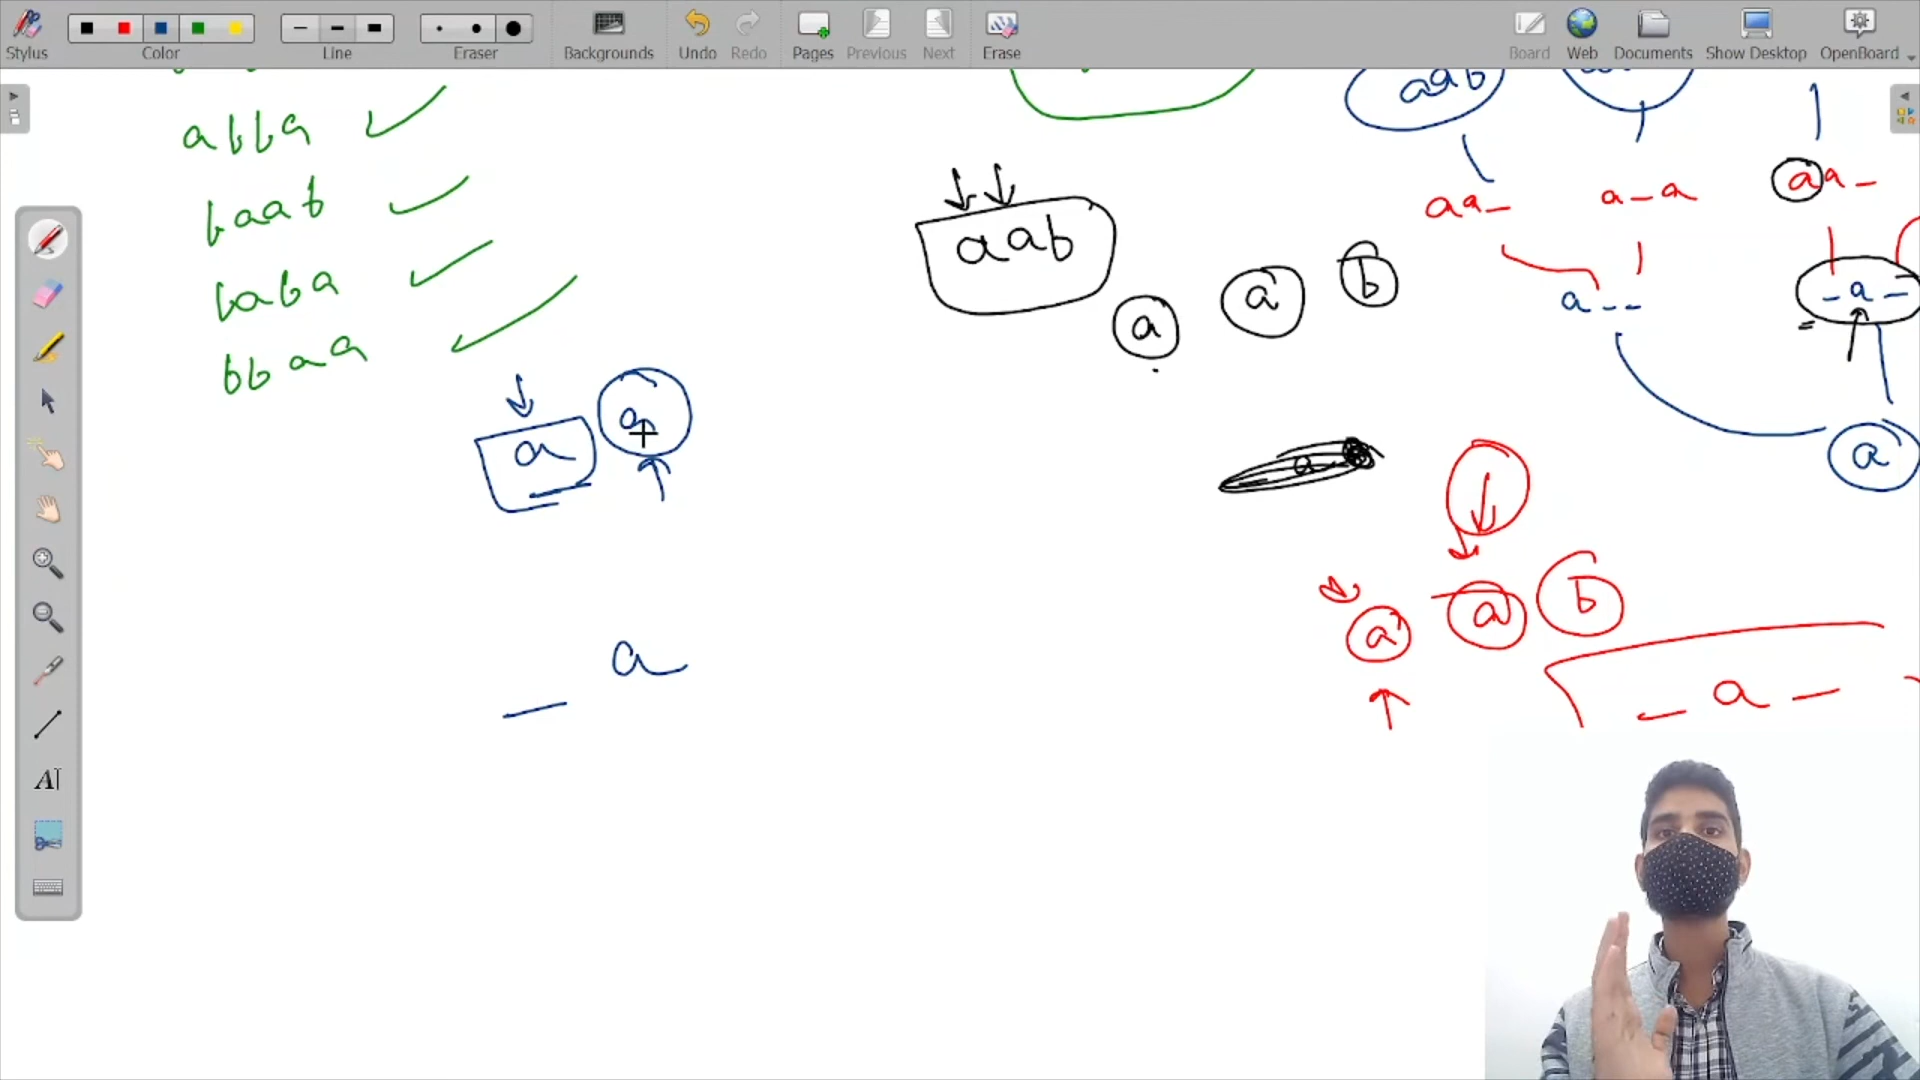 Stylus
Color
Line
Eraser
Backgrounds
Undo
Redo
Pages
Previous
Next
Erase
Board
Web
Documents
Show Desktop
OpenBoard
abba
baab
baba
bbaa
a
a
_ a
aab
a
a
b
aab
aa_
a_a
aa_
a__
_a_
a
a
a
a
b
_ a _
AI